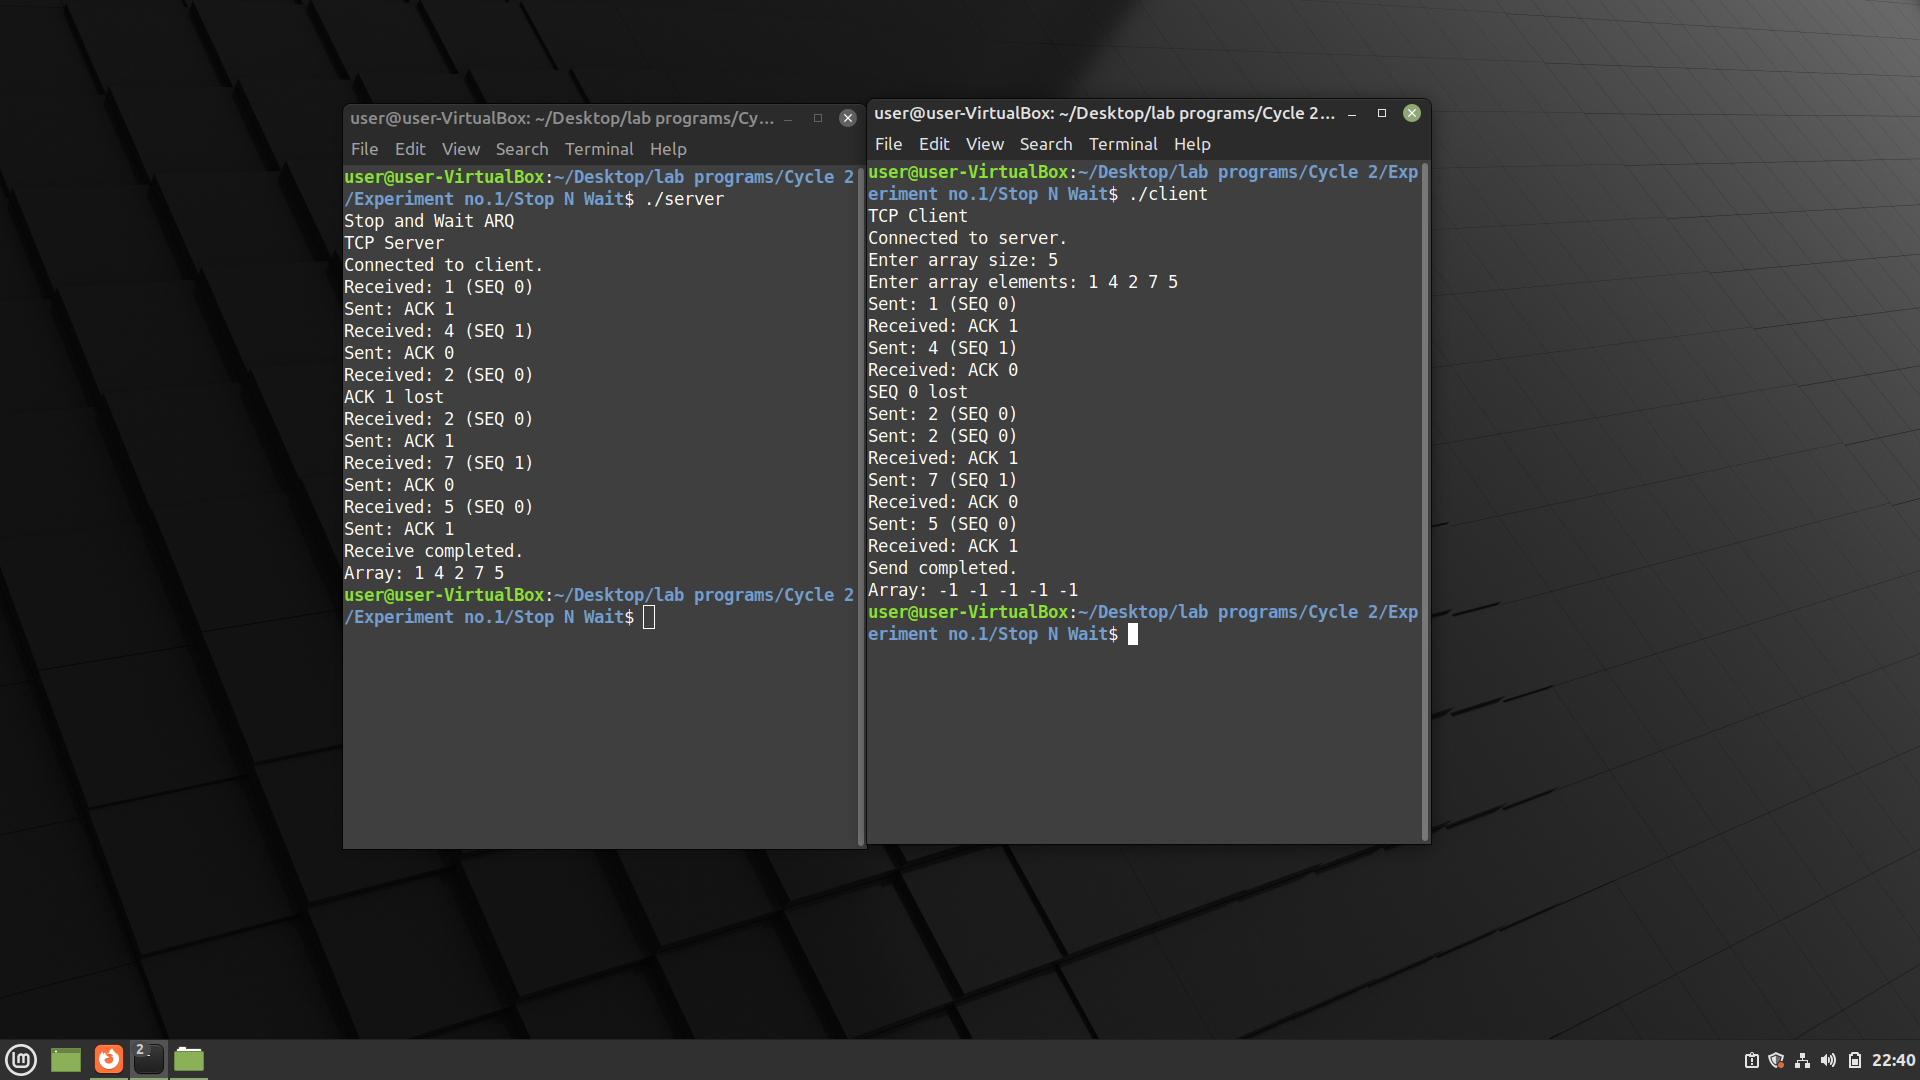 user@user-VirtualBox: ~/Desktop/lab programs/Cy...
File Edit View Search Terminal Help
user@user-VirtualBox:~/Desktop/lab programs/Cycle 2
/Experiment no.1/Stop N Wait$ ./server
Stop and Wait ARQ
TCP Server
Connected to client.
Received: 1 (SEQ 0)
Sent: ACK 1
Received: 4 (SEQ 1)
Sent: ACK 0
Received: 2 (SEQ 0)
ACK 1 lost
Received: 2 (SEQ 0)
Sent: ACK 1
Received: 7 (SEQ 1)
Sent: ACK 0
Received: 5 (SEQ 0)
Sent: ACK 1
Receive completed.
Array: 1 4 2 7 5
user@user-VirtualBox:~/Desktop/lab programs/Cycle 2
/Experiment no.1/Stop N Wait$
user@user-VirtualBox: ~/Desktop/lab programs/Cycle 2...
File Edit View Search Terminal Help
user@user-VirtualBox:~/Desktop/lab programs/Cycle 2/Exp
eriment no.1/Stop N Wait$ ./client
TCP Client
Connected to server.
Enter array size: 5
Enter array elements: 1 4 2 7 5
Sent: 1 (SEQ 0)
Received: ACK 1
Sent: 4 (SEQ 1)
Received: ACK 0
SEQ 0 lost
Sent: 2 (SEQ 0)
Sent: 2 (SEQ 0)
Received: ACK 1
Sent: 7 (SEQ 1)
Received: ACK 0
Sent: 5 (SEQ 0)
Received: ACK 1
Send completed.
Array: -1 -1 -1 -1 -1
user@user-VirtualBox:~/Desktop/lab programs/Cycle 2/Exp
eriment no.1/Stop N Wait$
2
22:40